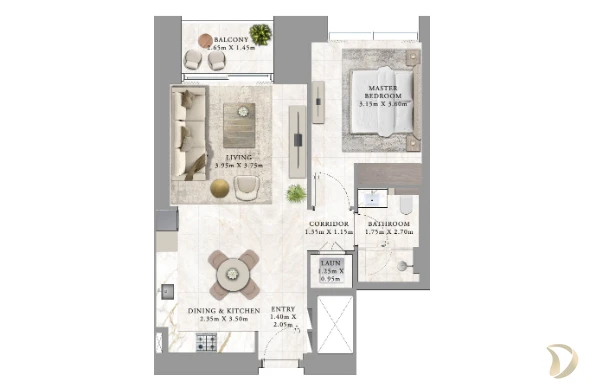 BALCONY
2.65m X 1.45m
MASTER
BEDROOM
3.15m X 3.60m
LIVING
3.95m X 3.75m
CORRIDOR
1.35m X 1.15m
BATHROOM
1.75m X 2.70m
LAUN
1.25m X
0.95m
DINING & KITCHEN
2.35m X 3.50m
ENTRY
1.40m X
2.05m